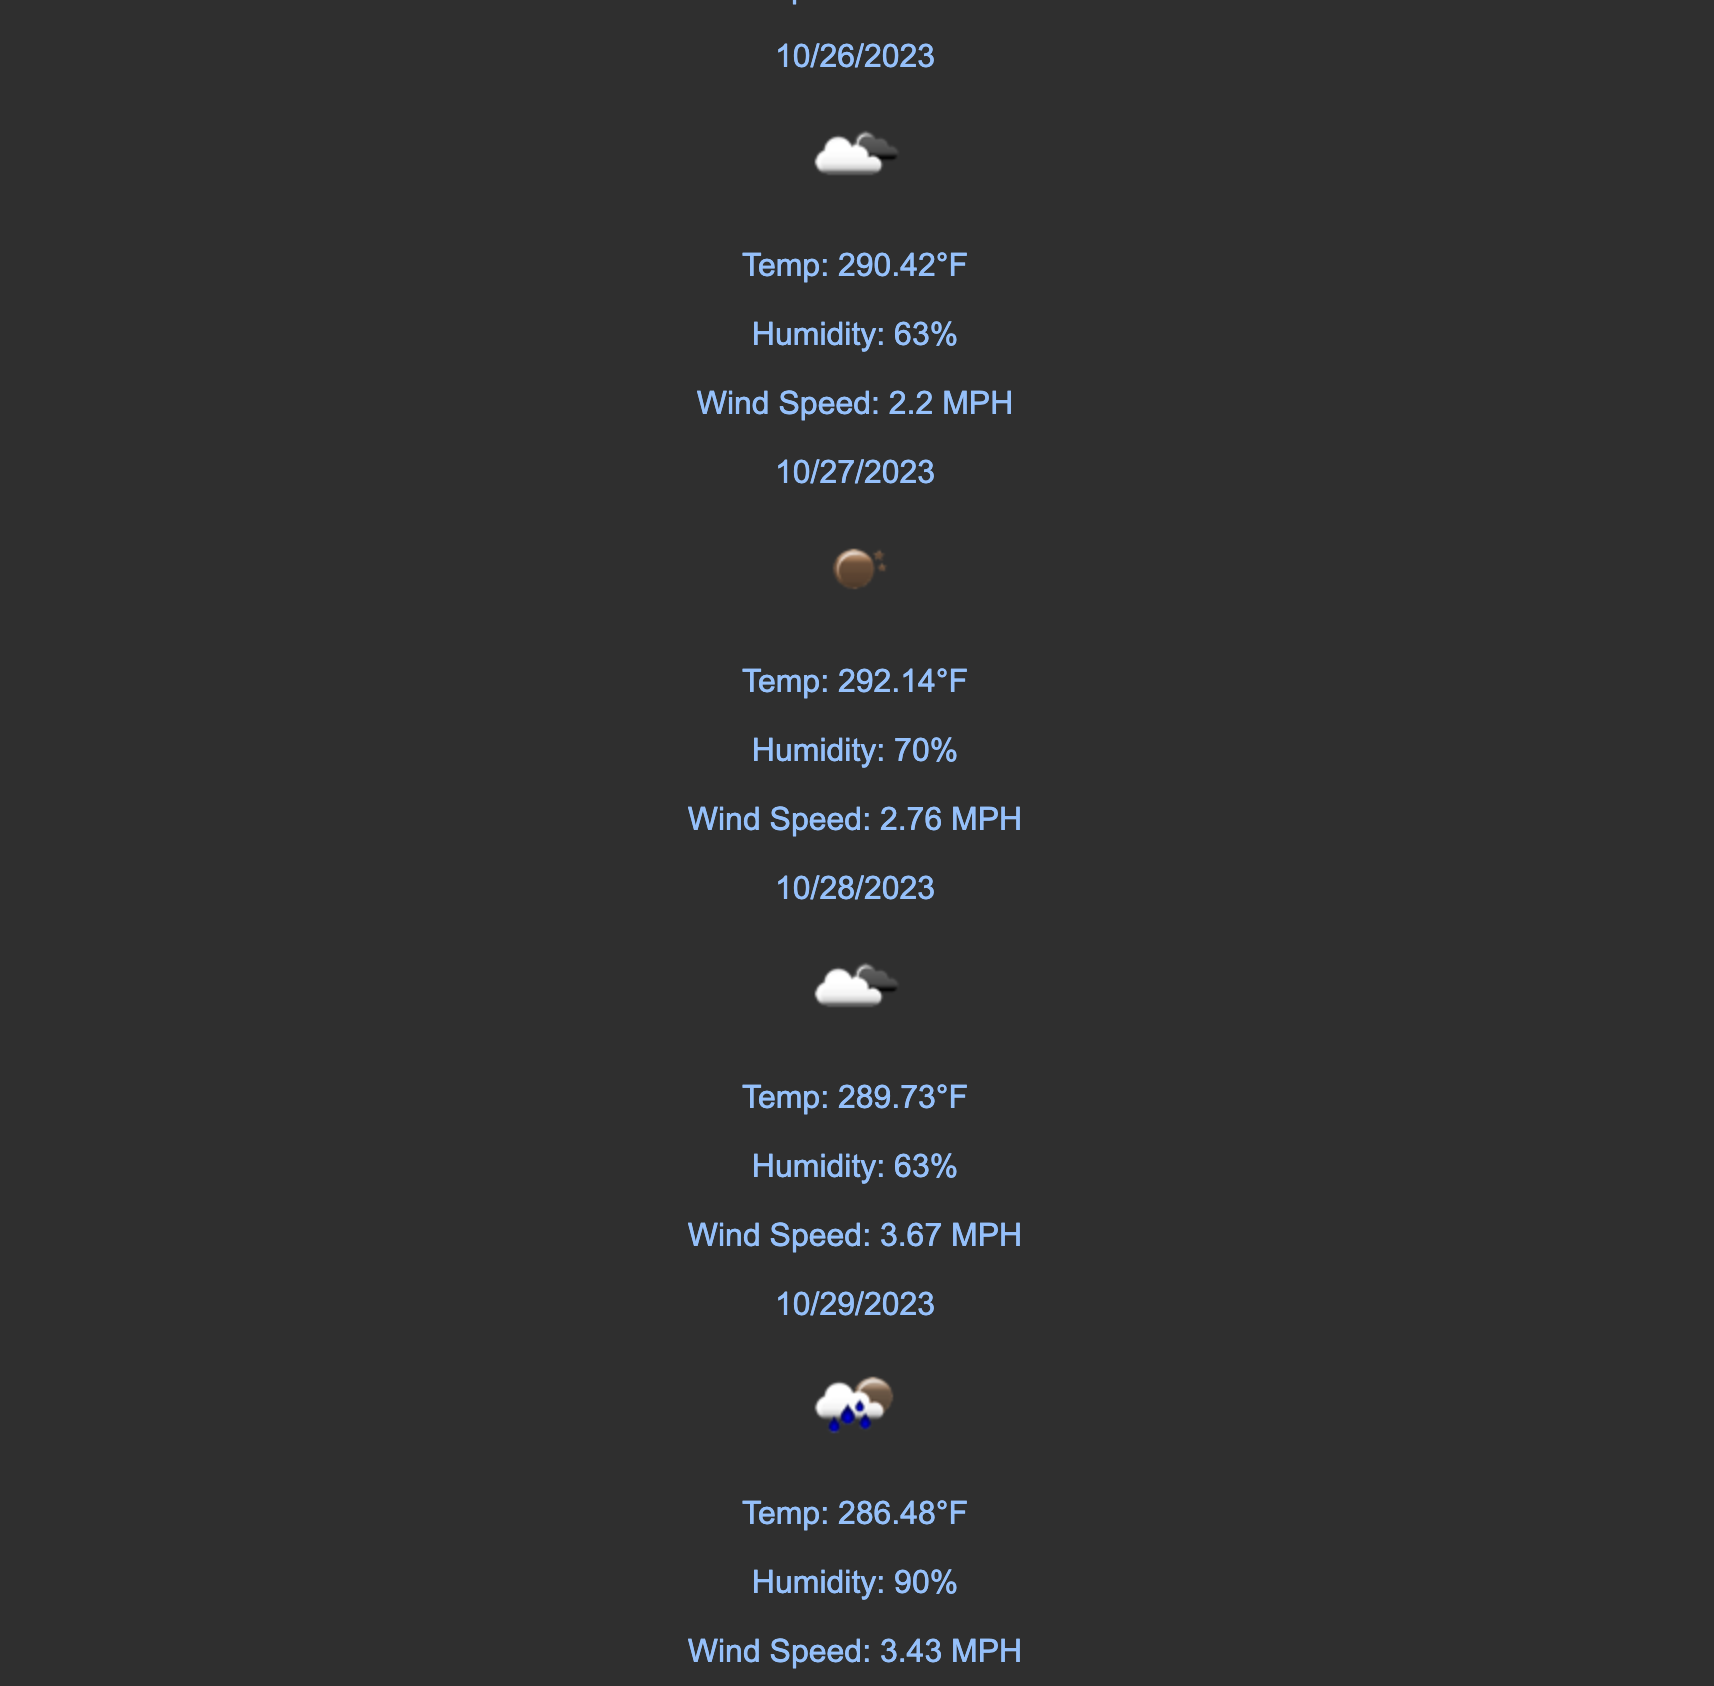 10/26/2023
Temp: 290.42°F
Humidity: 63%
Wind Speed: 2.2 MPH
10/27/2023
Temp: 292.14°F
Humidity: 70%
Wind Speed: 2.76 MPH
10/28/2023
Temp: 289.73°F
Humidity: 63%
Wind Speed: 3.67 MPH
10/29/2023
Temp: 286.48°F
Humidity: 90%
Wind Speed: 3.43 MPH